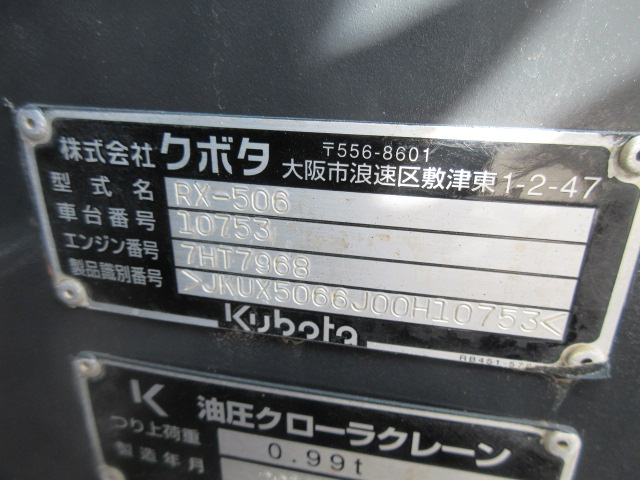 株式会社 クボタ 〒556-8601
大阪市浪速区敷津東1-2-47
型式名 RX-506
車台番号 10753
エンジン番号 7HT7968
製品識別番号 >JKUX5066J00H10753<
Kubota
K 油圧クローラクレーン
つり上荷重 0.99t
製造年月